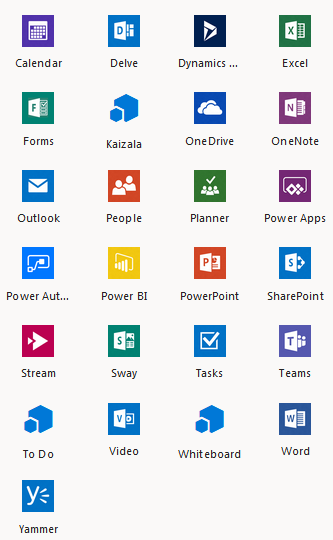 Calendar Delve Dynamics ... Excel
Forms Kaizala OneDrive OneNote
Outlook People Planner Power Apps
Power Aut... Power BI PowerPoint SharePoint
Stream Sway Tasks Teams
To Do Video Whiteboard Word
Yammer